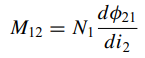 M₁₂ = N₁ dϕ₂₁/di₂